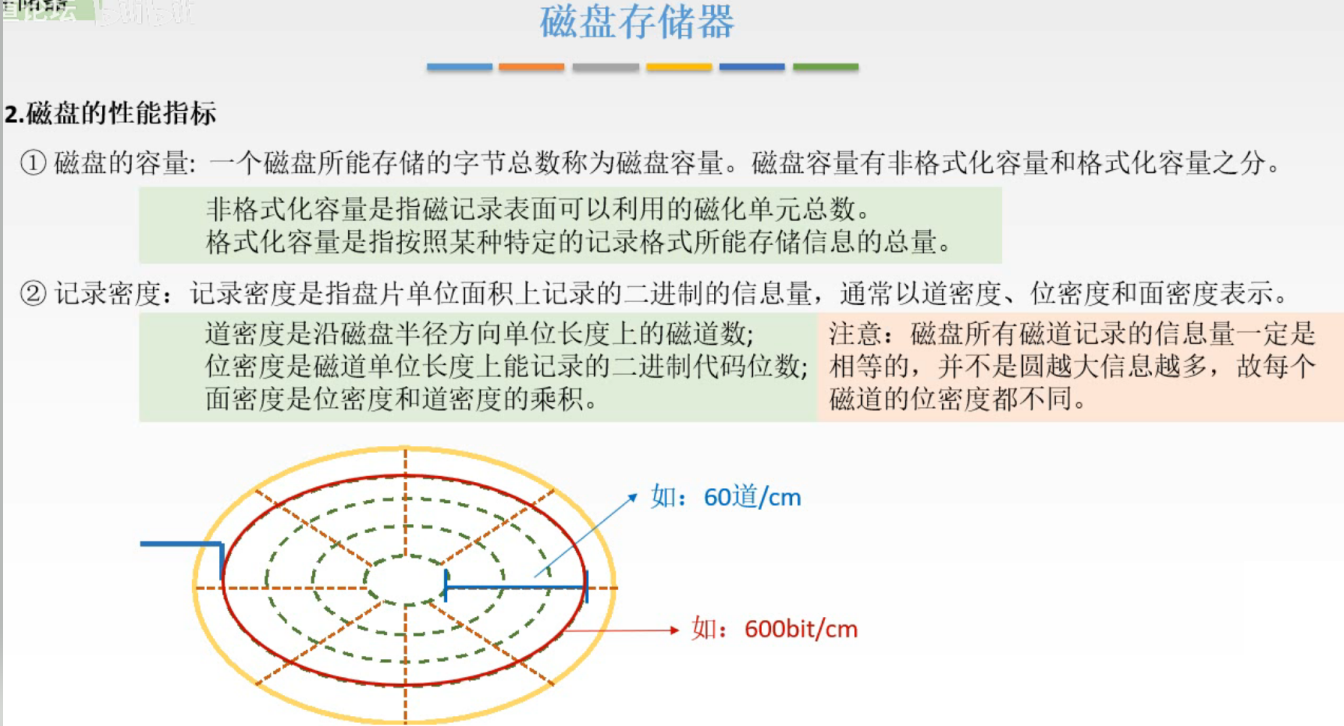 磁盘存储器
2.磁盘的性能指标
① 磁盘的容量：一个磁盘所能存储的字节总数称为磁盘容量。磁盘容量有非格式化容量和格式化容量之分。
非格式化容量是指磁记录表面可以利用的磁化单元总数。
格式化容量是指按照某种特定的记录格式所能存储信息的总量。
② 记录密度：记录密度是指盘片单位面积上记录的二进制的信息量，通常以道密度、位密度和面密度表示。
道密度是沿磁盘半径方向单位长度上的磁道数;
位密度是磁道单位长度上能记录的二进制代码位数;
面密度是位密度和道密度的乘积。
注意：磁盘所有磁道记录的信息量一定是
相等的，并不是圆越大信息越多，故每个
磁道的位密度都不同。
如：60道/cm
如：600bit/cm